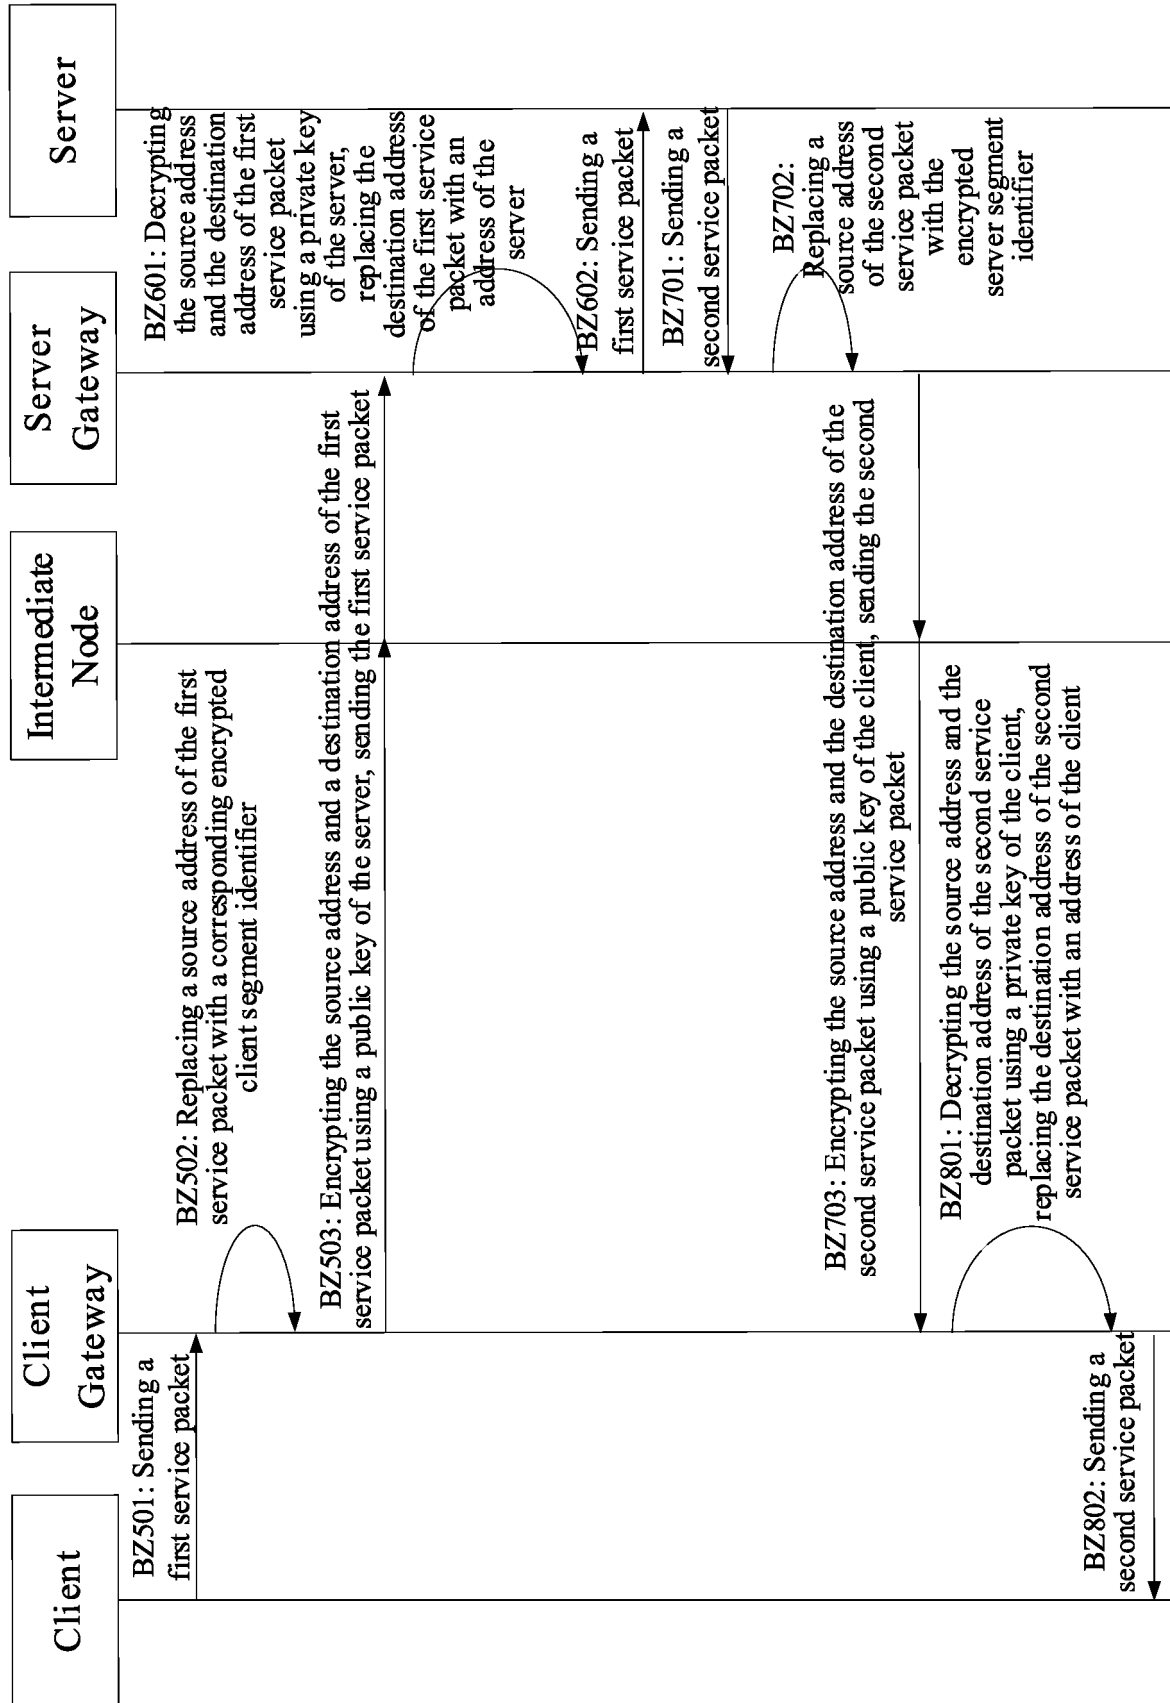 Client
Client
Gateway
Intermediate
Node
Server
Gateway
Server
BZ501: Sending a
first service packet
BZ502: Replacing a source address of the first
service packet with a corresponding encrypted
client segment identifier
BZ503: Encrypting the source address and a destination address of the first
service packet using a public key of the server, sending the first service packet
BZ601: Decrypting
the source address
and the destination
address of the first
service packet
using a private key
of the server,
replacing the
destination address
of the first service
packet with an
address of the
server
BZ602: Sending a
first service packet
BZ701: Sending a
second service packet
BZ702:
Replacing a
source address
of the second
service packet
with the
encrypted
server segment
identifier
BZ703: Encrypting the source address and the destination address of the
second service packet using a public key of the client, sending the second
service packet
BZ801: Decrypting the source address and the
destination address of the second service
packet using a private key of the client,
replacing the destination address of the second
service packet with an address of the client
BZ802: Sending a
second service packet